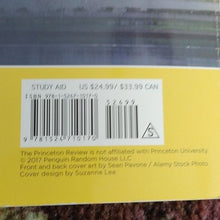 STUDY AID US $24.99/ $33.99 CAN
ISBN 978-1-5247-1017-0
52699
9 781524 710170
S
The Princeton Review is not affiliated with Princeton University.
© 2017 Penguin Random House LLC
Front and back cover art by Sean Pavone / Alamy Stock Photo
Cover design by Suzanne Lee